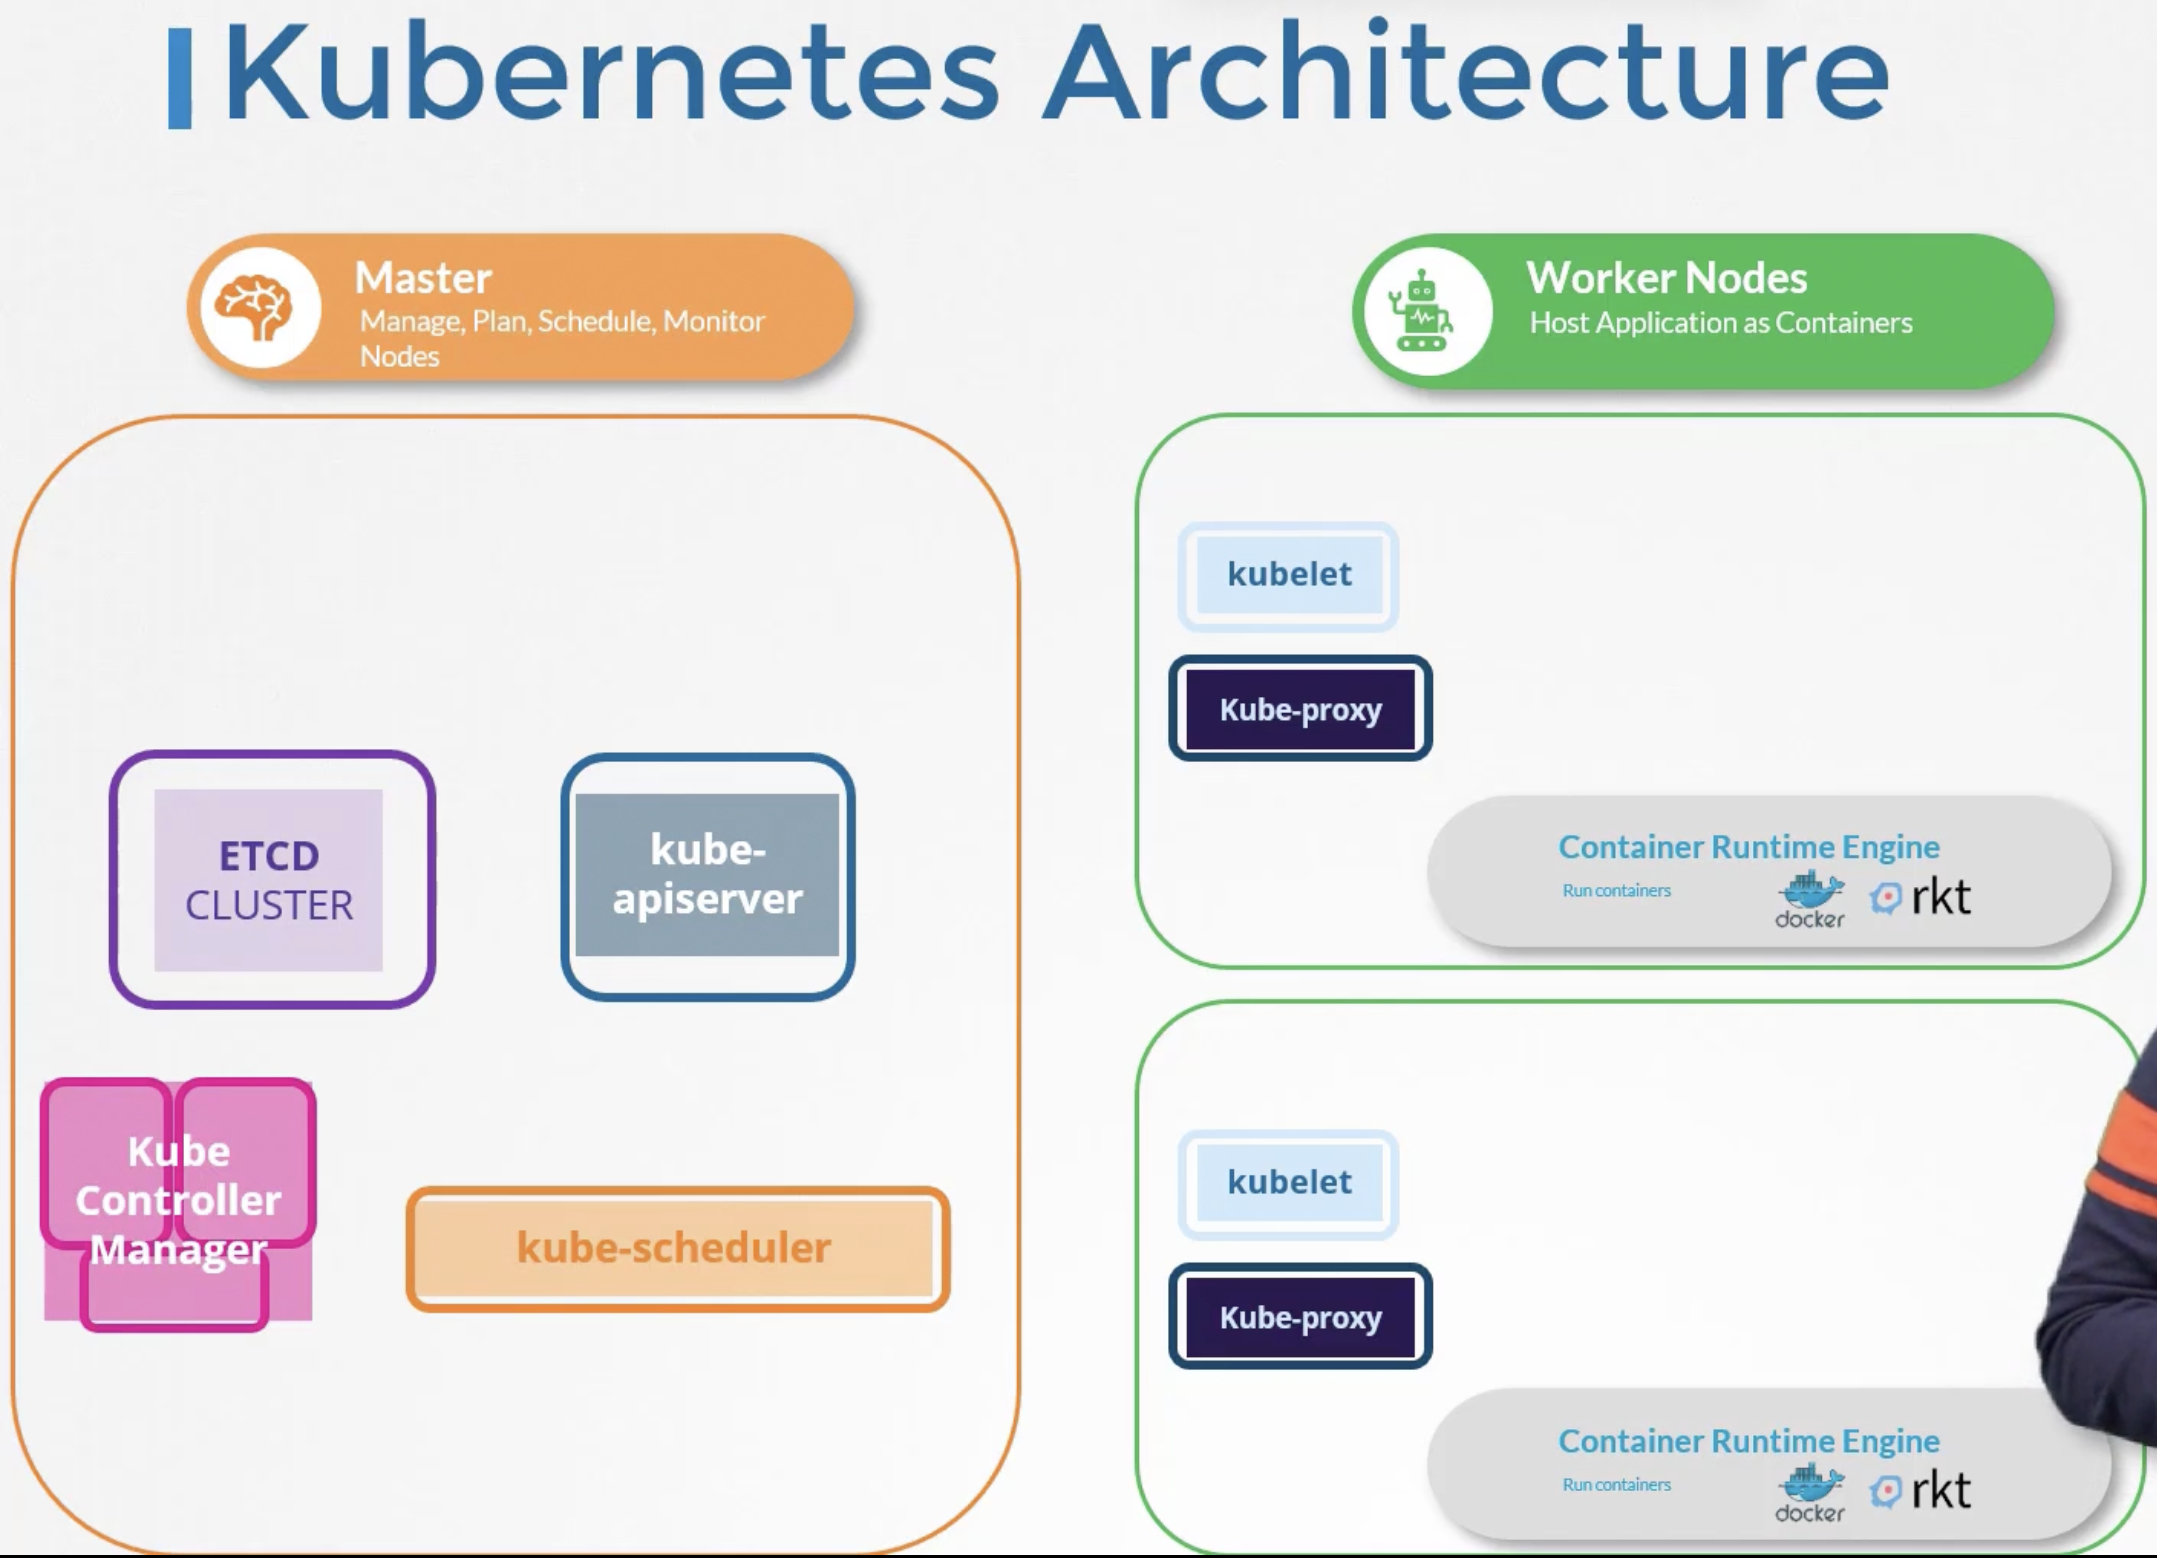 Kubernetes Architecture
Master
Manage, Plan, Schedule, Monitor
Nodes
ETCD
CLUSTER
kube-
apiserver
Kube
Controller
Manager
kube-scheduler
Worker Nodes
Host Application as Containers
kubelet
Kube-proxy
Container Runtime Engine
Run containers
docker
rkt
kubelet
Kube-proxy
Container Runtime Engine
Run containers
docker
rkt